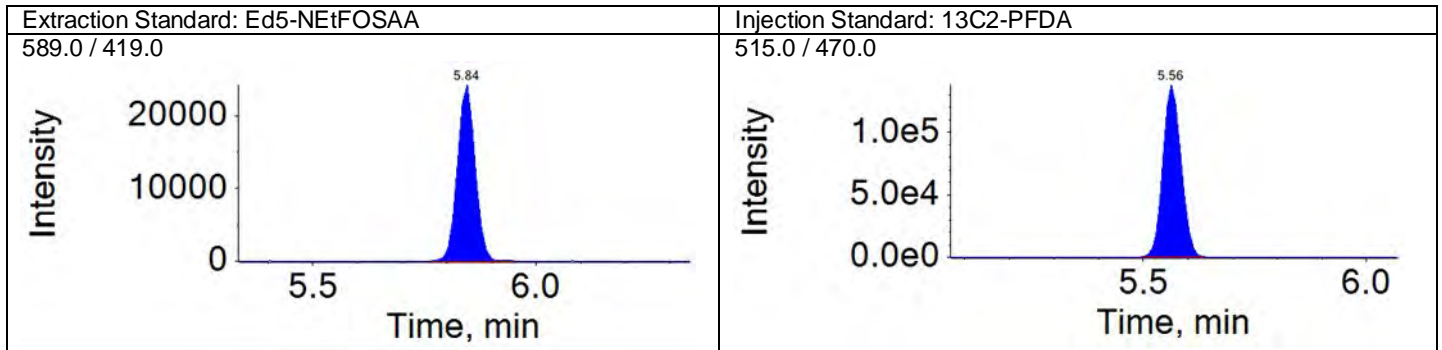 Extraction Standard: Ed5-NEtFOSAA
589.0 / 419.0
5.84
Intensity
20000
10000
0
5.5 6.0
Time, min
Injection Standard: 13C2-PFDA
515.0 / 470.0
5.56
Intensity
1.0e5
5.0e4
0.0e0
5.5 6.0
Time, min